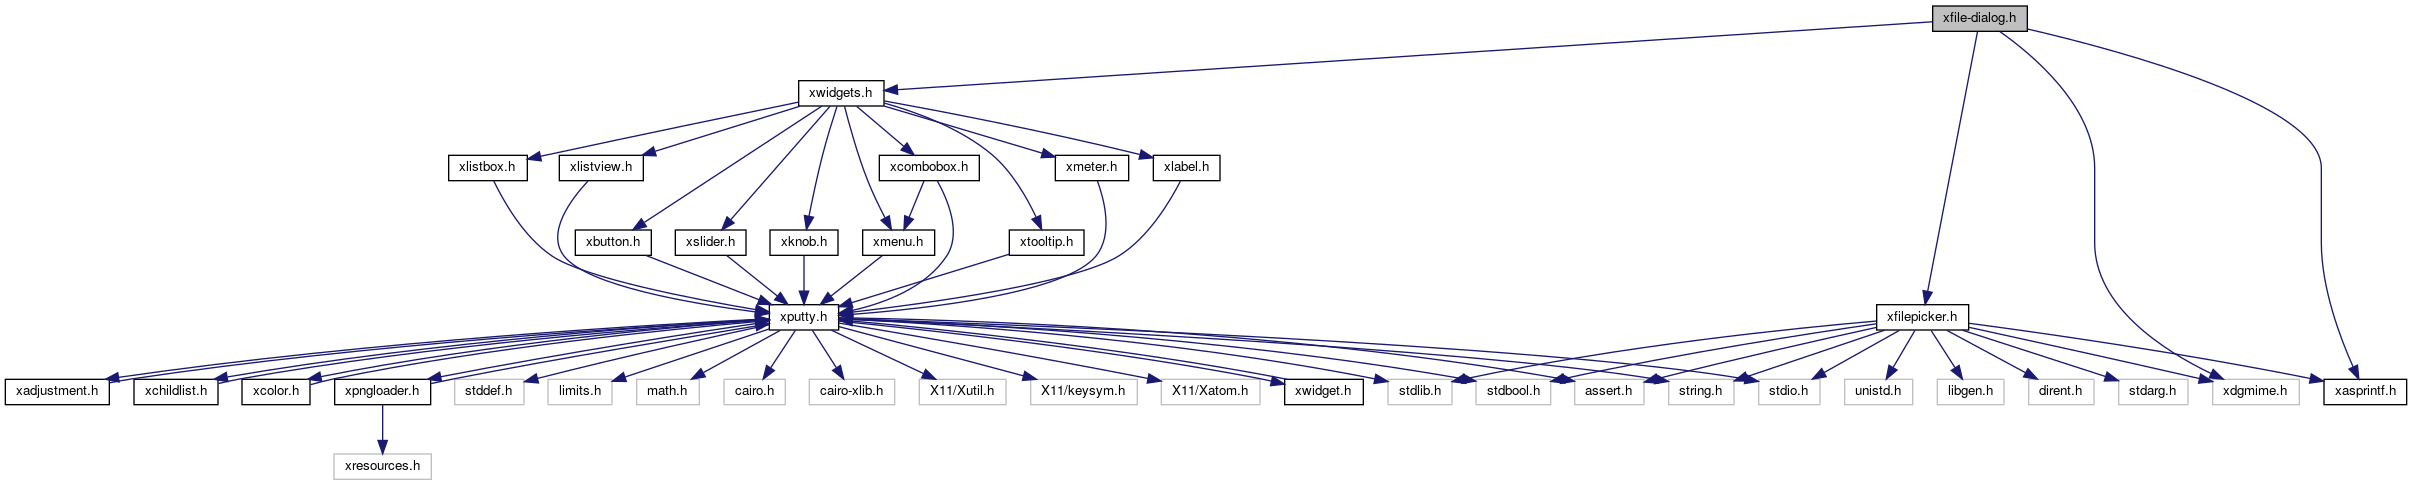 xfile-dialog.h
xwidgets.h
xlistbox.h
xlistview.h
xcombobox.h
xmeter.h
xlabel.h
xbutton.h
xslider.h
xknob.h
xmenu.h
xtooltip.h
xputty.h
xfilepicker.h
xadjustment.h
xchildlist.h
xcolor.h
xpngloader.h
stddef.h
limits.h
math.h
cairo.h
cairo-xlib.h
X11/Xutil.h
X11/keysym.h
X11/Xatom.h
xwidget.h
stdlib.h
stdbool.h
assert.h
string.h
stdio.h
unistd.h
libgen.h
dirent.h
stdarg.h
xdgmime.h
xasprintf.h
xresources.h